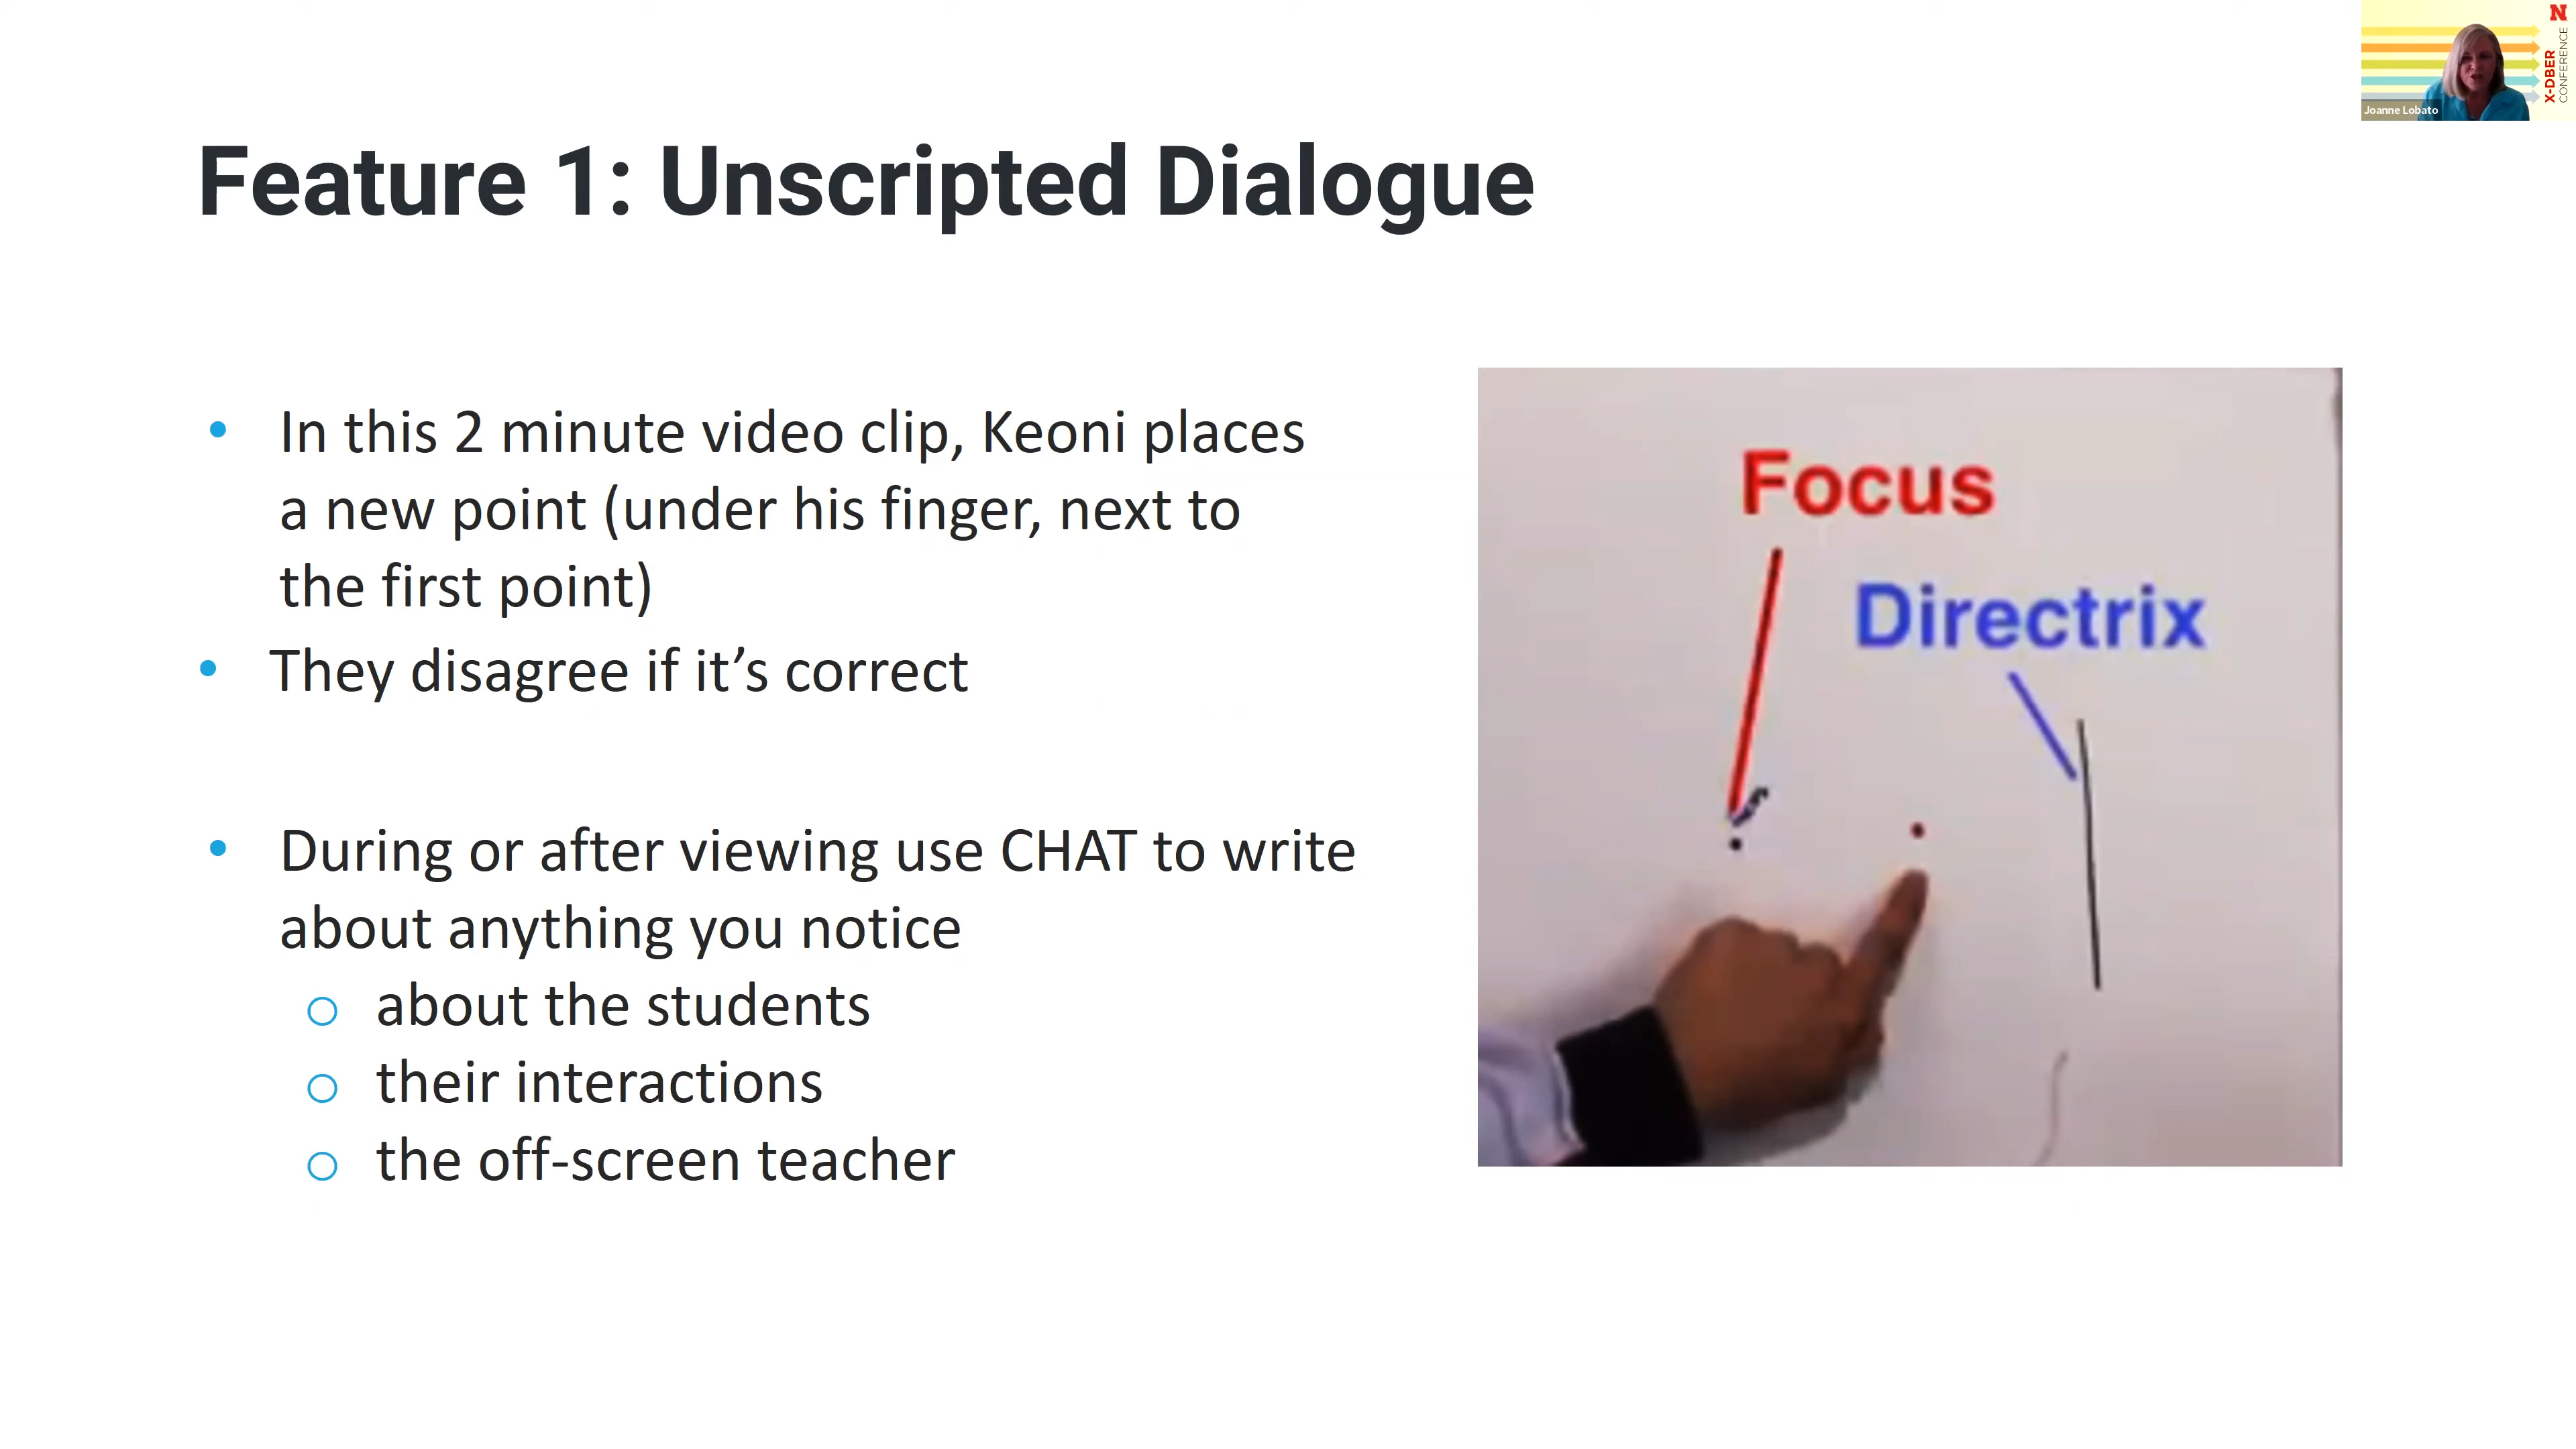 N
X-DBER
CONFERENCE
Joanne Lobato
Feature 1: Unscripted Dialogue
• In this 2 minute video clip, Keoni places
a new point (under his finger, next to
the first point)
• They disagree if it’s correct
• During or after viewing use CHAT to write
about anything you notice
○ about the students
○ their interactions
○ the off-screen teacher
Focus
Directrix